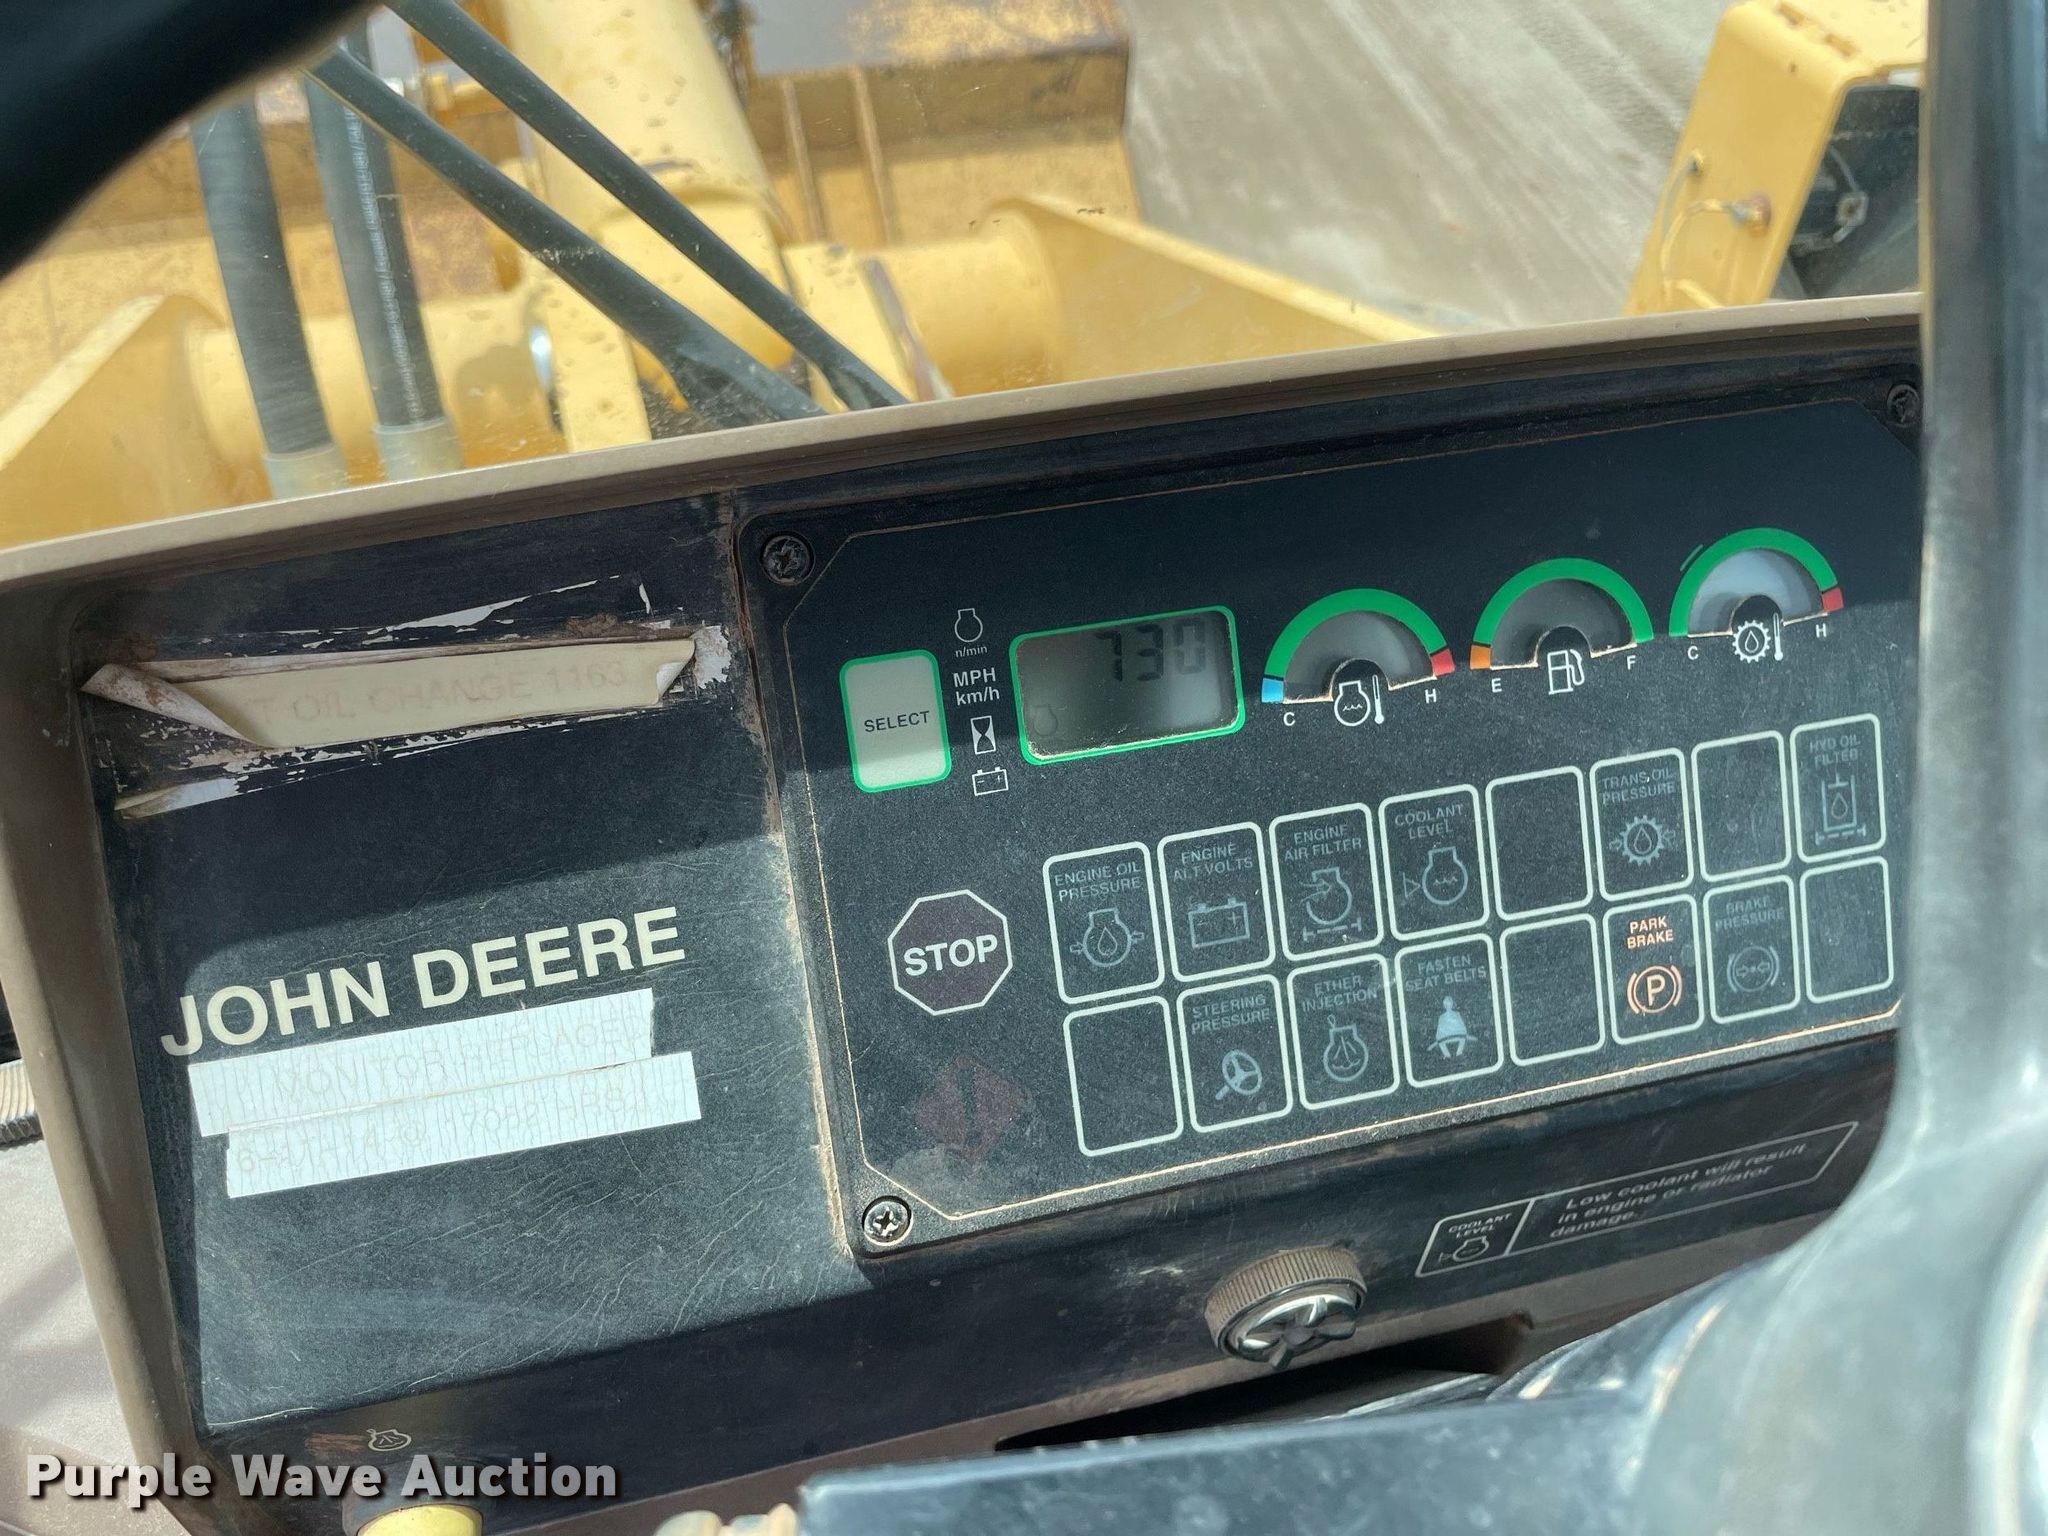 T OIL CHANGE 1163
JOHN DEERE
MONITOR REPLACED
@ 17052 HRS
SELECT
n/min
MPH
km/h
730
C
H
E
F
C
H
STOP
ENGINE OIL
PRESSURE
ENGINE
ALT VOLTS
ENGINE
AIR FILTER
COOLANT
LEVEL
TRANS OIL
PRESSURE
HYD OIL
FILTER
STEERING
PRESSURE
ETHER
INJECTION
FASTEN
SEAT BELTS
PARK
BRAKE
P
BRAKE
PRESSURE
COOLANT
LEVEL
Low coolant will result
in engine or radiator
damage.
Purple Wave Auction